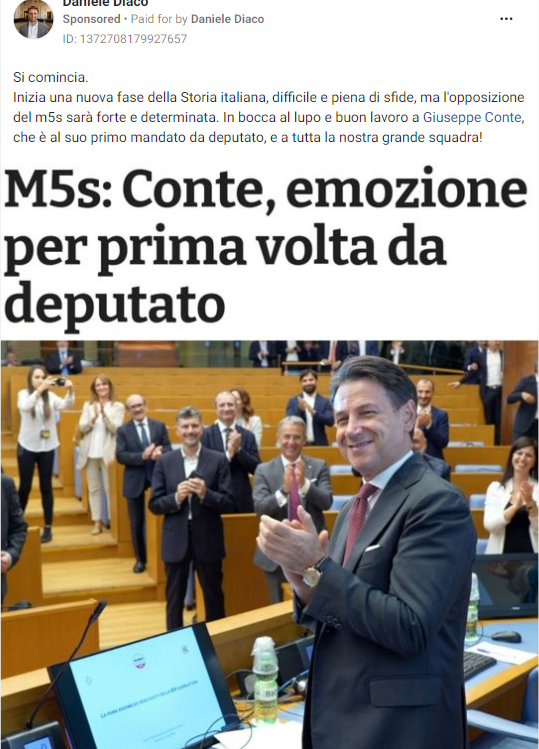 Daniele Diaco
Sponsored • Paid for by Daniele Diaco
ID: 1372708179927657
Si comincia.
Inizia una nuova fase della Storia italiana, difficile e piena di sfide, ma l'opposizione
del m5s sarà forte e determinata. In bocca al lupo e buon lavoro a Giuseppe Conte,
che è al suo primo mandato da deputato, e a tutta la nostra grande squadra!
M5s: Conte, emozione
per prima volta da
deputato